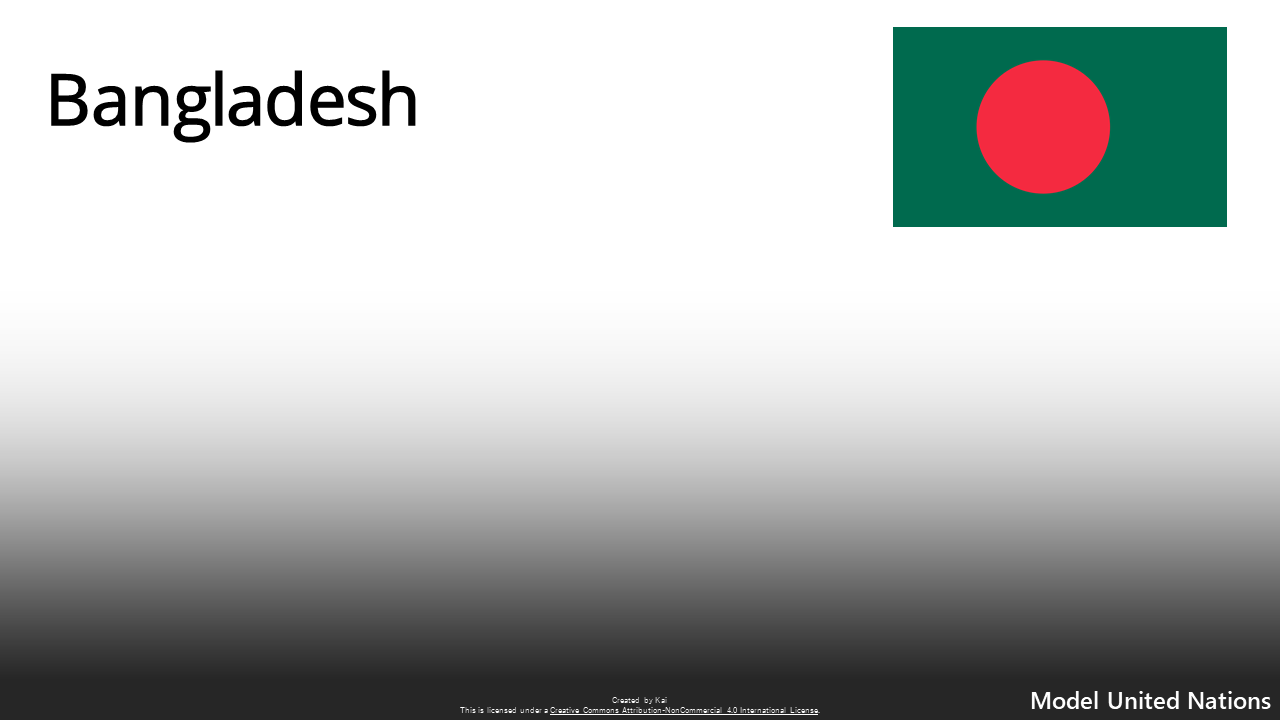 Bangladesh
Created by Kai
This is licensed under a Creative Commons Attribution-NonCommercial 4.0 International License.
Model United Nations